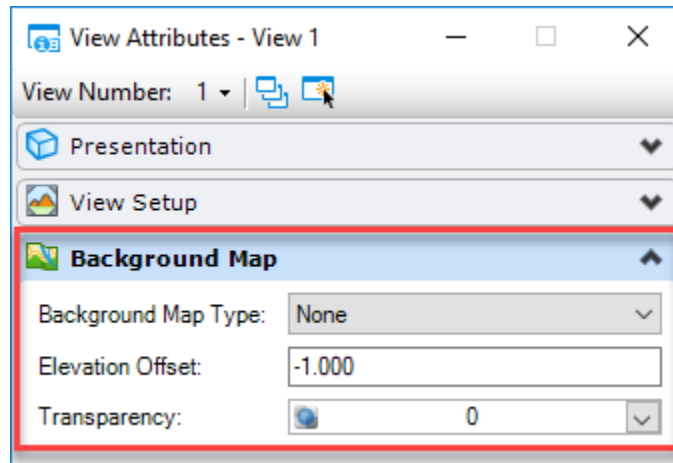 View Attributes - View 1
View Number: 1
Presentation
View Setup
Background Map
Background Map Type: None
Elevation Offset: -1.000
Transparency: 0